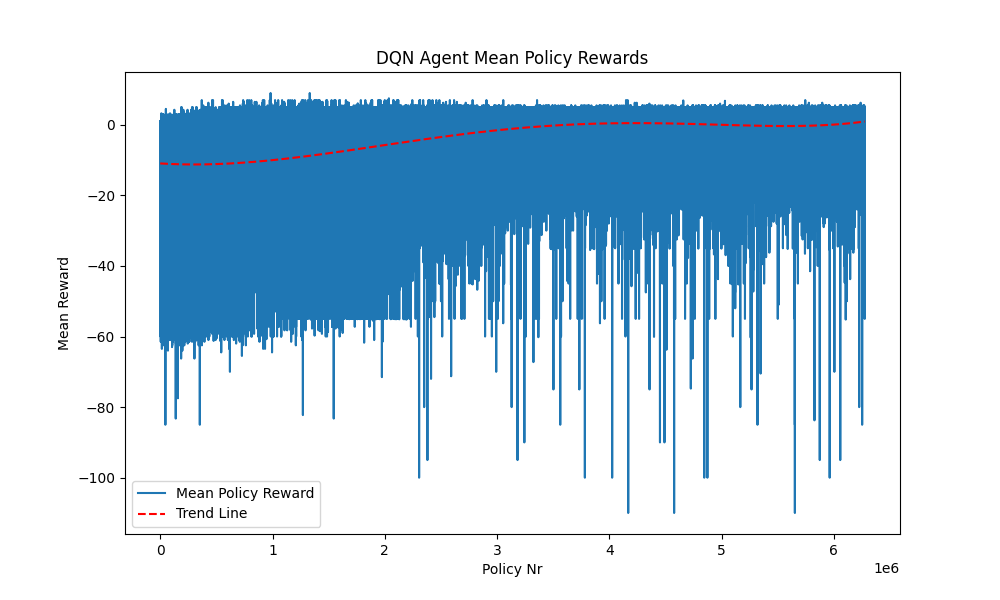 DQN Agent Mean Policy Rewards
Mean Reward
0
−20
−40
−60
−80
−100
Mean Policy Reward
Trend Line
0 1 2 3 4 5 6
1e6
Policy Nr